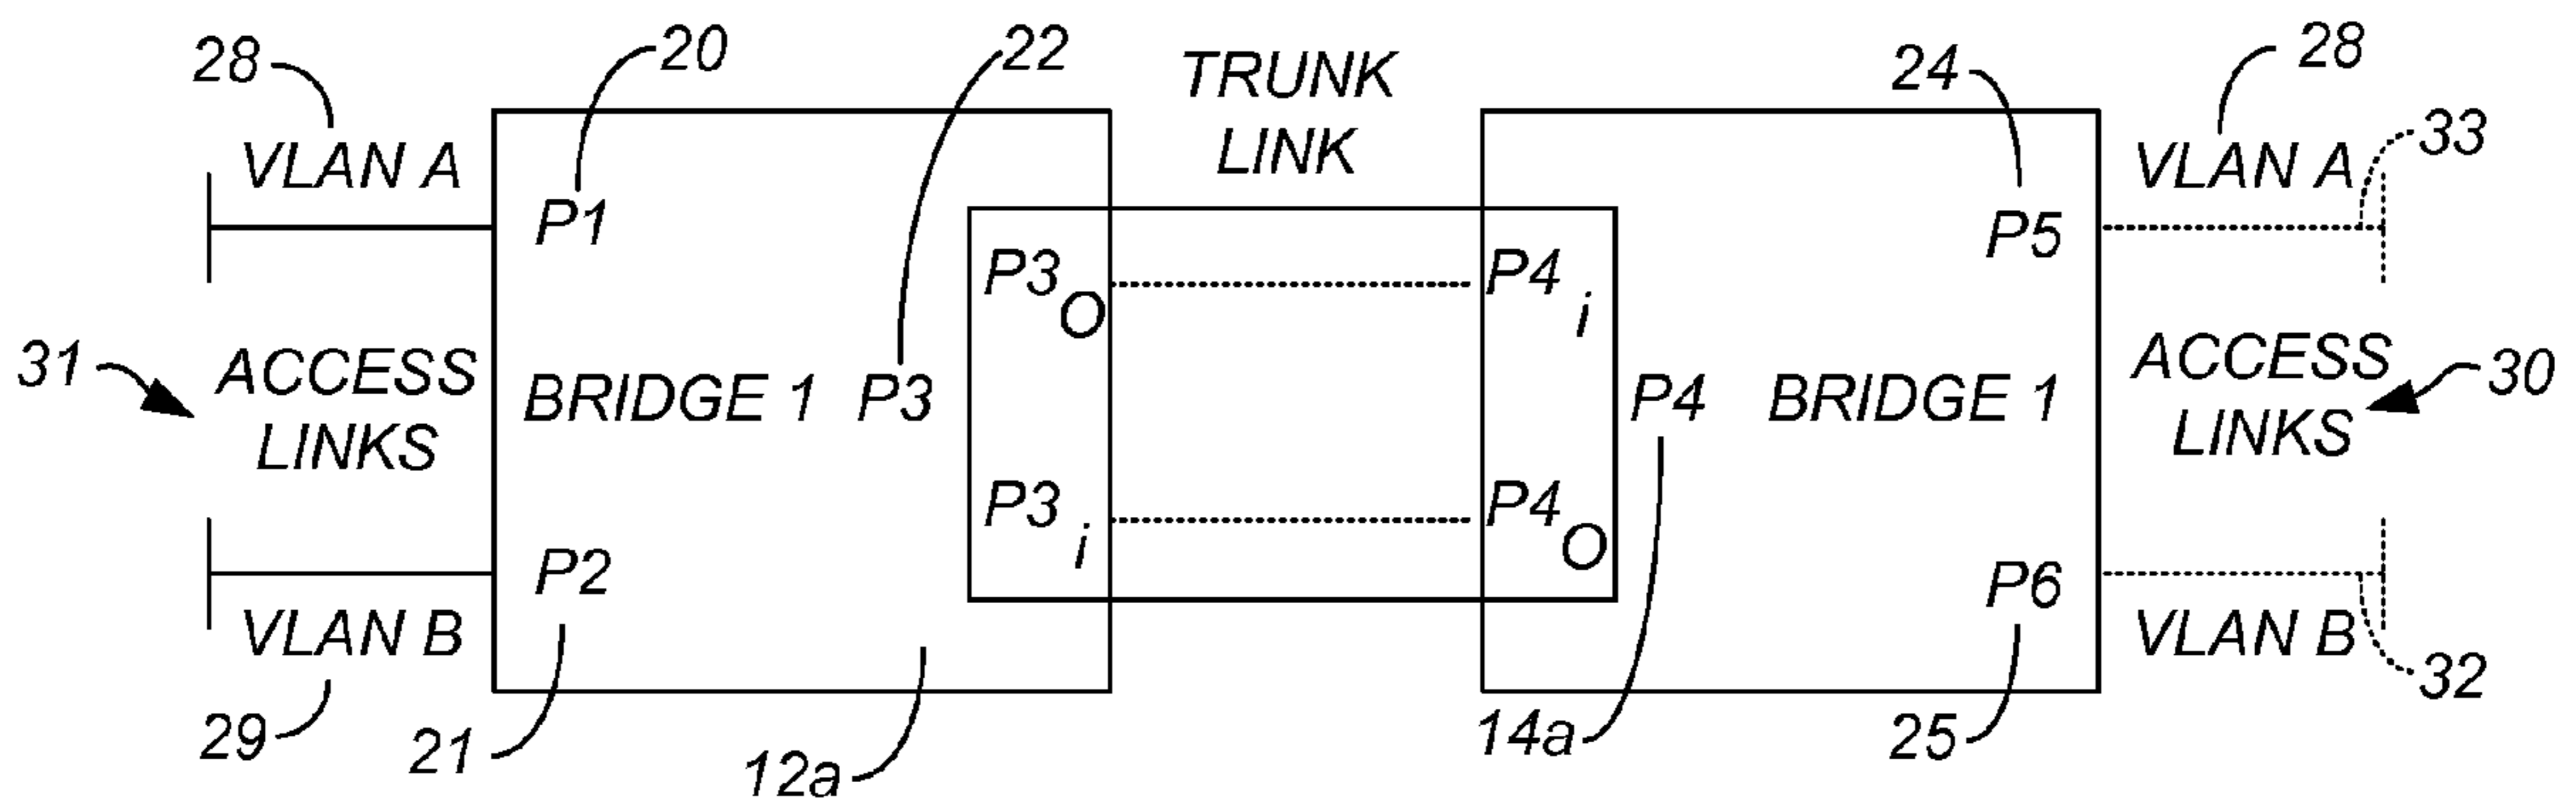 28
20
22
TRUNK
LINK
24
28
33
VLAN A
P1
P3O
P4i
P5
VLAN A
31
ACCESS
LINKS
BRIDGE 1
P3
P4
BRIDGE 1
ACCESS
LINKS
30
P2
P3i
P4O
P6
VLAN B
29
21
12a
14a
25
VLAN B
32